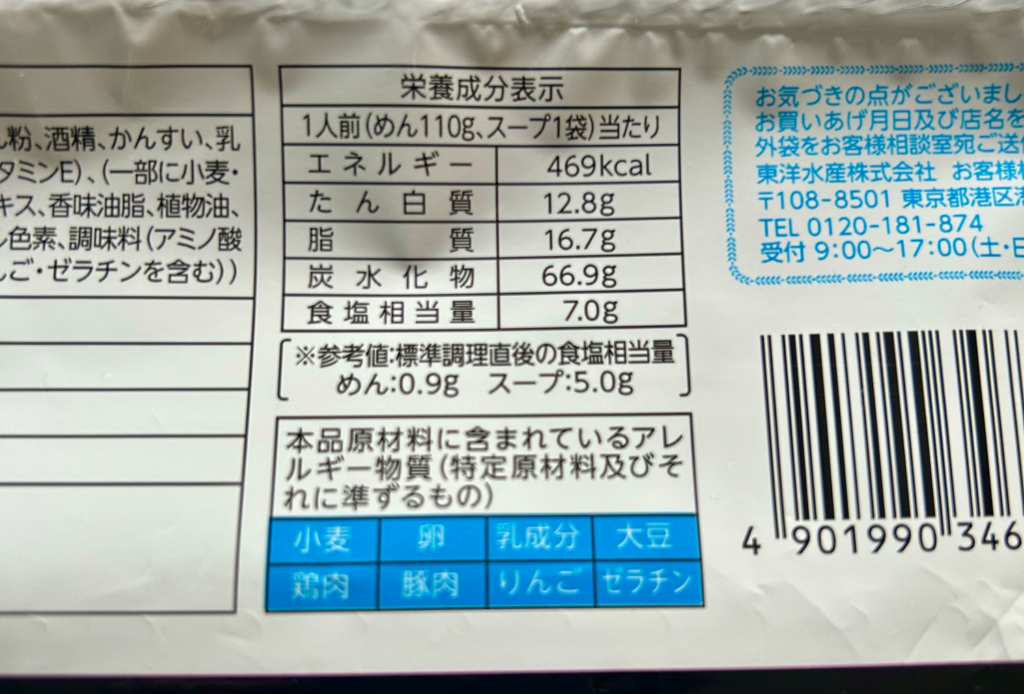 粉、酒精、かんすい、乳
タミンE)、(一部に小麦・
キス、香味油脂、植物油、
色素、調味料(アミノ酸
ご・ゼラチンを含む))
栄養成分表示
1人前(めん110g、スープ1袋)当たり
エネルギー 469kcal
たん白質 12.8g
脂質 16.7g
炭水化物 66.9g
食塩相当量 7.0g
※参考値:標準調理直後の食塩相当量
めん:0.9g スープ:5.0g
本品原材料に含まれているアレ
ルギー物質(特定原材料及びそ
れに準ずるもの)
小麦 卵 乳成分 大豆
鶏肉 豚肉 りんご ゼラチン
お気づきの点がございまし
お買いあげ月日及び店名を
外袋をお客様相談室宛ご送
東洋水産株式会社 お客様
〒108-8501 東京都港区
TEL 0120-181-874
受付 9:00〜17:00(土・
4 901990 346